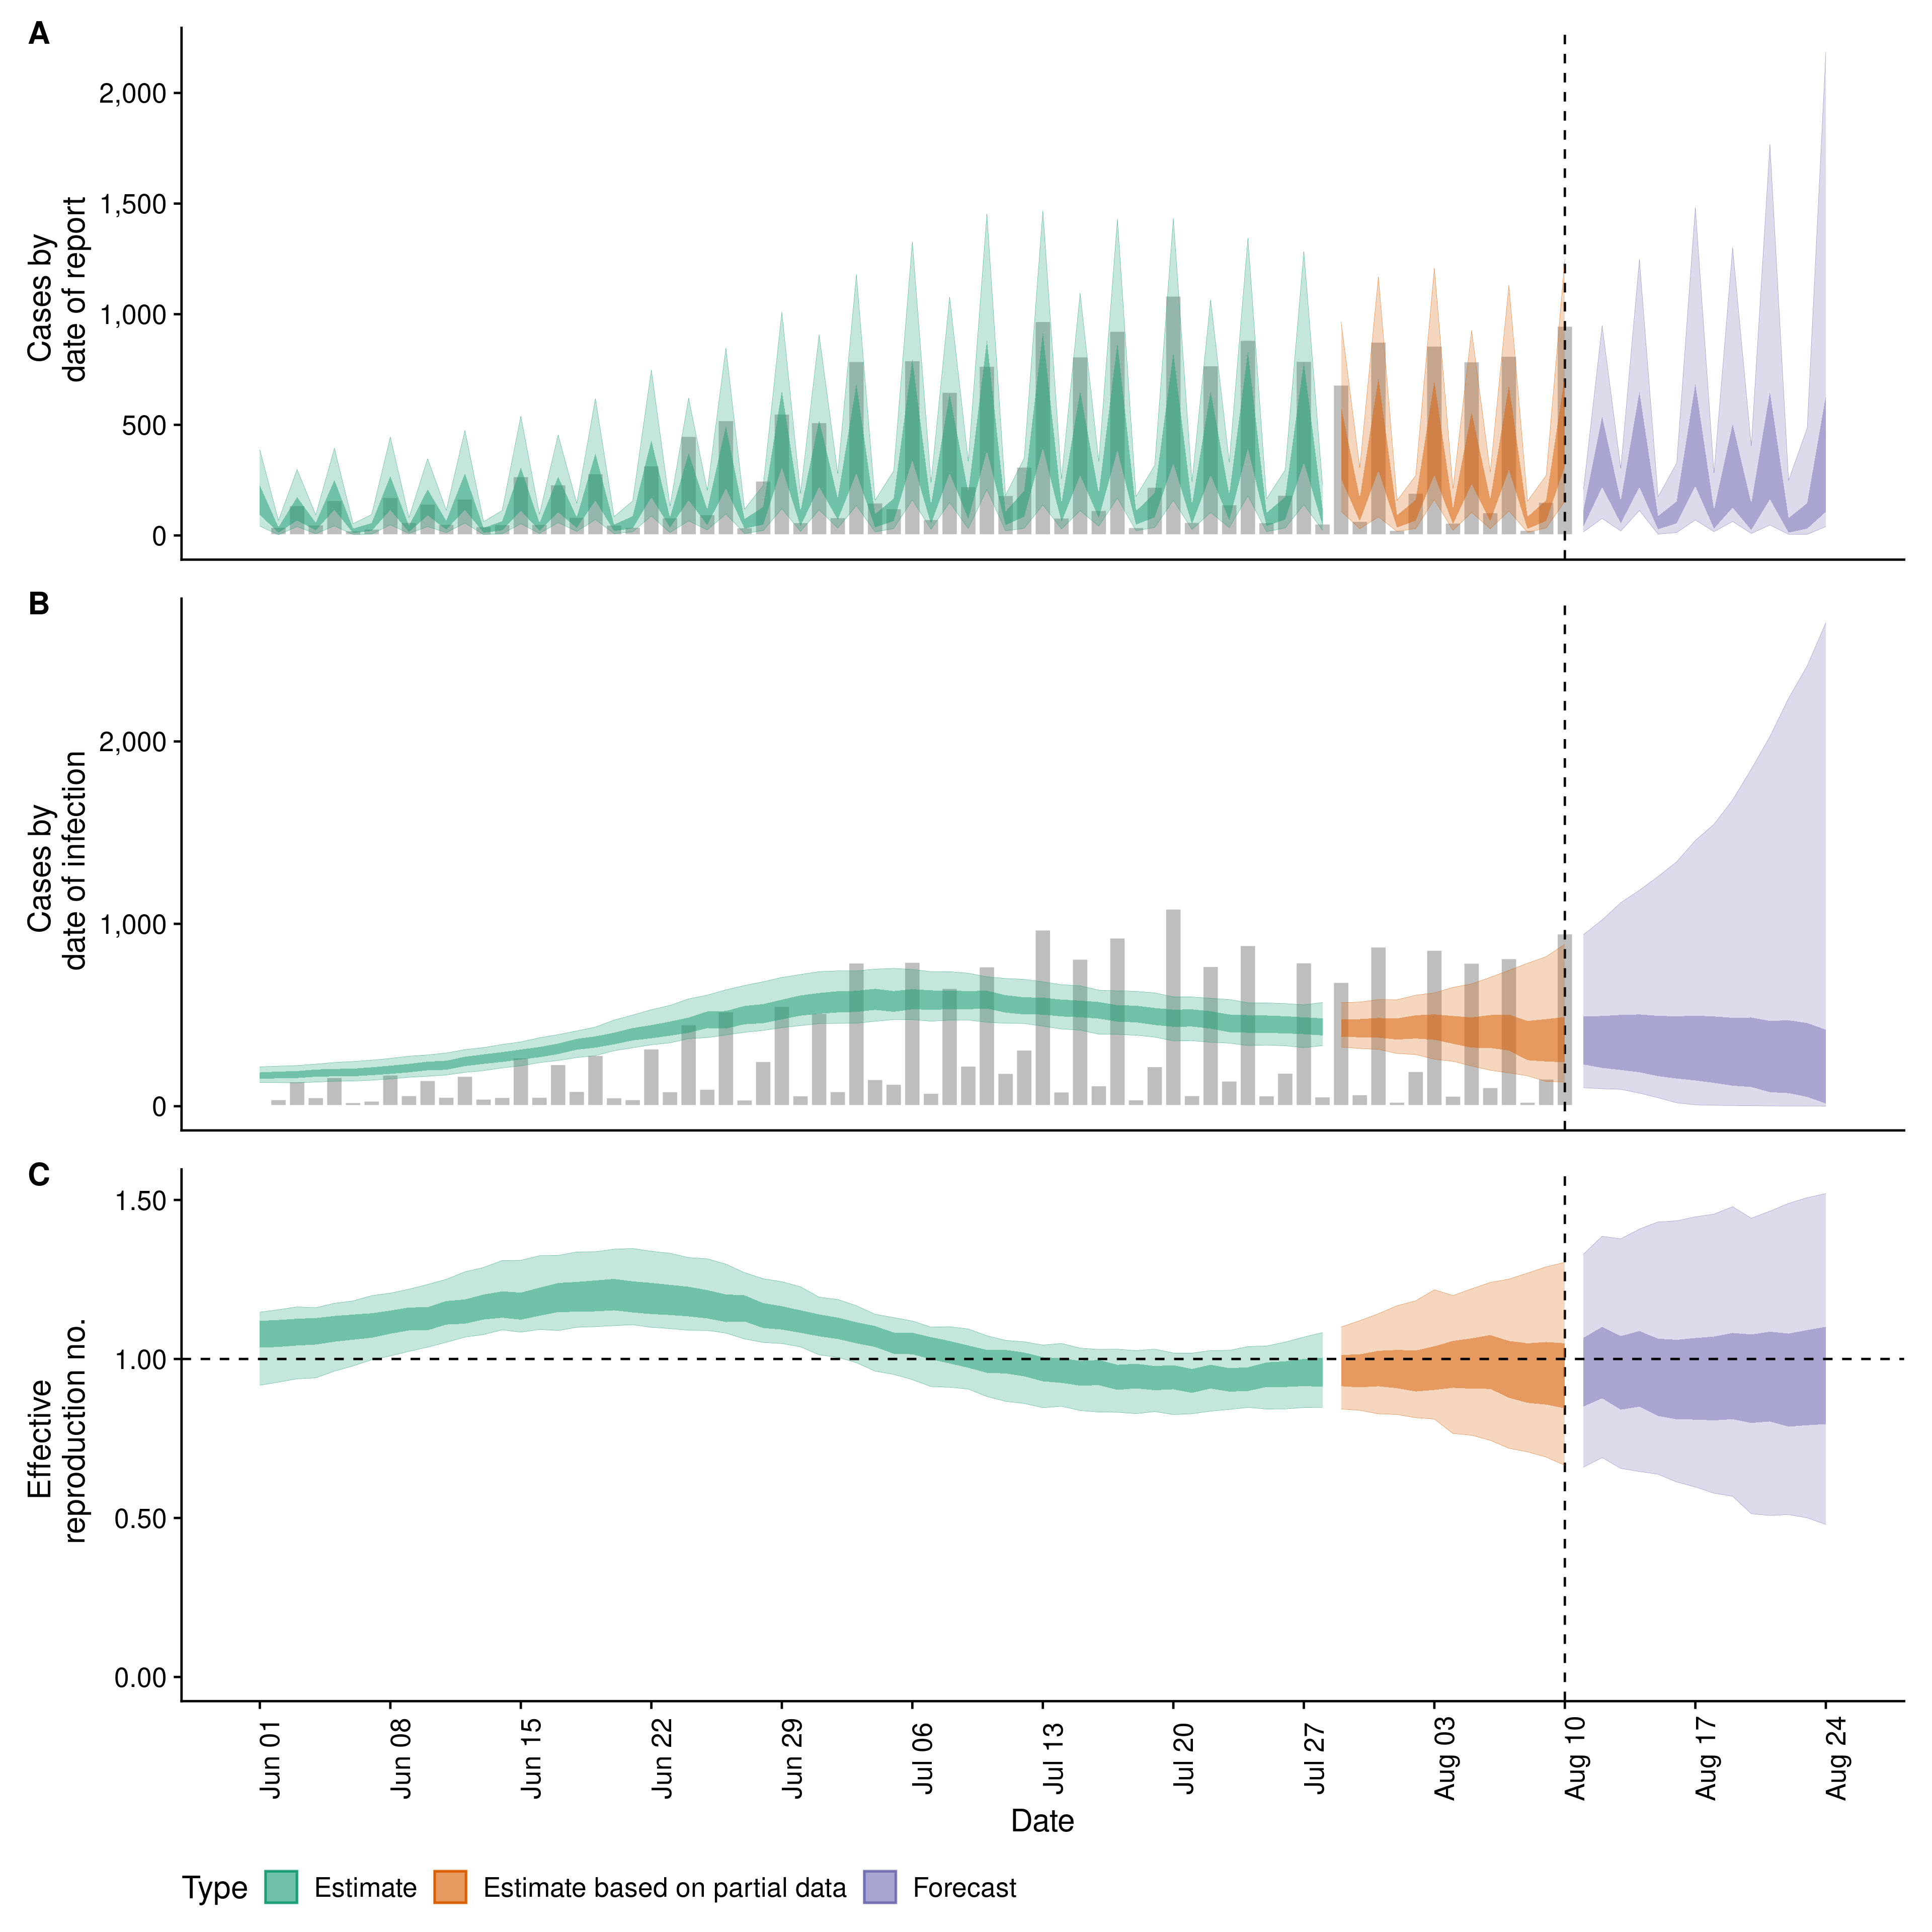 A
Cases by
date of report
2,000
1,500
1,000
500
0
B
Cases by
date of infection
2,000
1,000
0
C
Effective
reproduction no.
1.50
1.00
0.50
0.00
Jun 01
Jun 08
Jun 15
Jun 22
Jun 29
Jul 06
Jul 13
Jul 20
Jul 27
Aug 03
Aug 10
Aug 17
Aug 24
Date
Type Estimate Estimate based on partial data Forecast